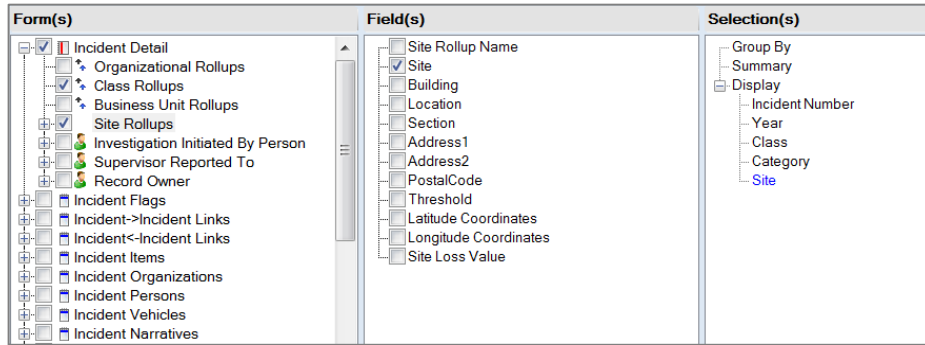 Form(s)
Incident Detail
Organizational Rollups
Class Rollups
Business Unit Rollups
Site Rollups
Investigation Initiated By Person
Supervisor Reported To
Record Owner
Incident Flags
Incident->Incident Links
Incident<-Incident Links
Incident Items
Incident Organizations
Incident Persons
Incident Vehicles
Incident Narratives
Field(s)
Site Rollup Name
Site
Building
Location
Section
Address1
Address2
PostalCode
Threshold
Latitude Coordinates
Longitude Coordinates
Site Loss Value
Selection(s)
Group By
Summary
Display
Incident Number
Year
Class
Category
Site